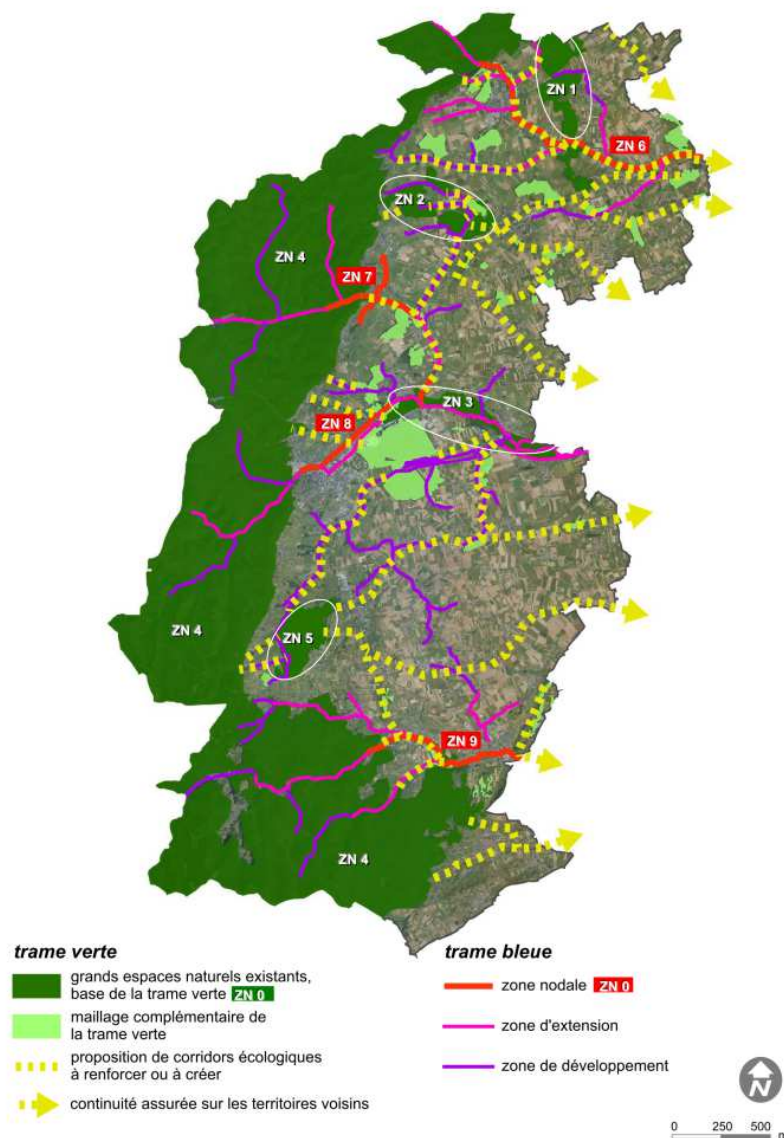 ZN 1
ZN 6
ZN 2
ZN 4
ZN 7
ZN 3
ZN 8
ZN 4
ZN 5
ZN 9
ZN 4
trame verte
grands espaces naturels existants,
base de la trame verte ZN 0
maillage complémentaire de
la trame verte
proposition de corridors écologiques
à renforcer ou à créer
continuité assurée sur les territoires voisins
trame bleue
zone nodale ZN 0
zone d'extension
zone de développement
N
0 250 500